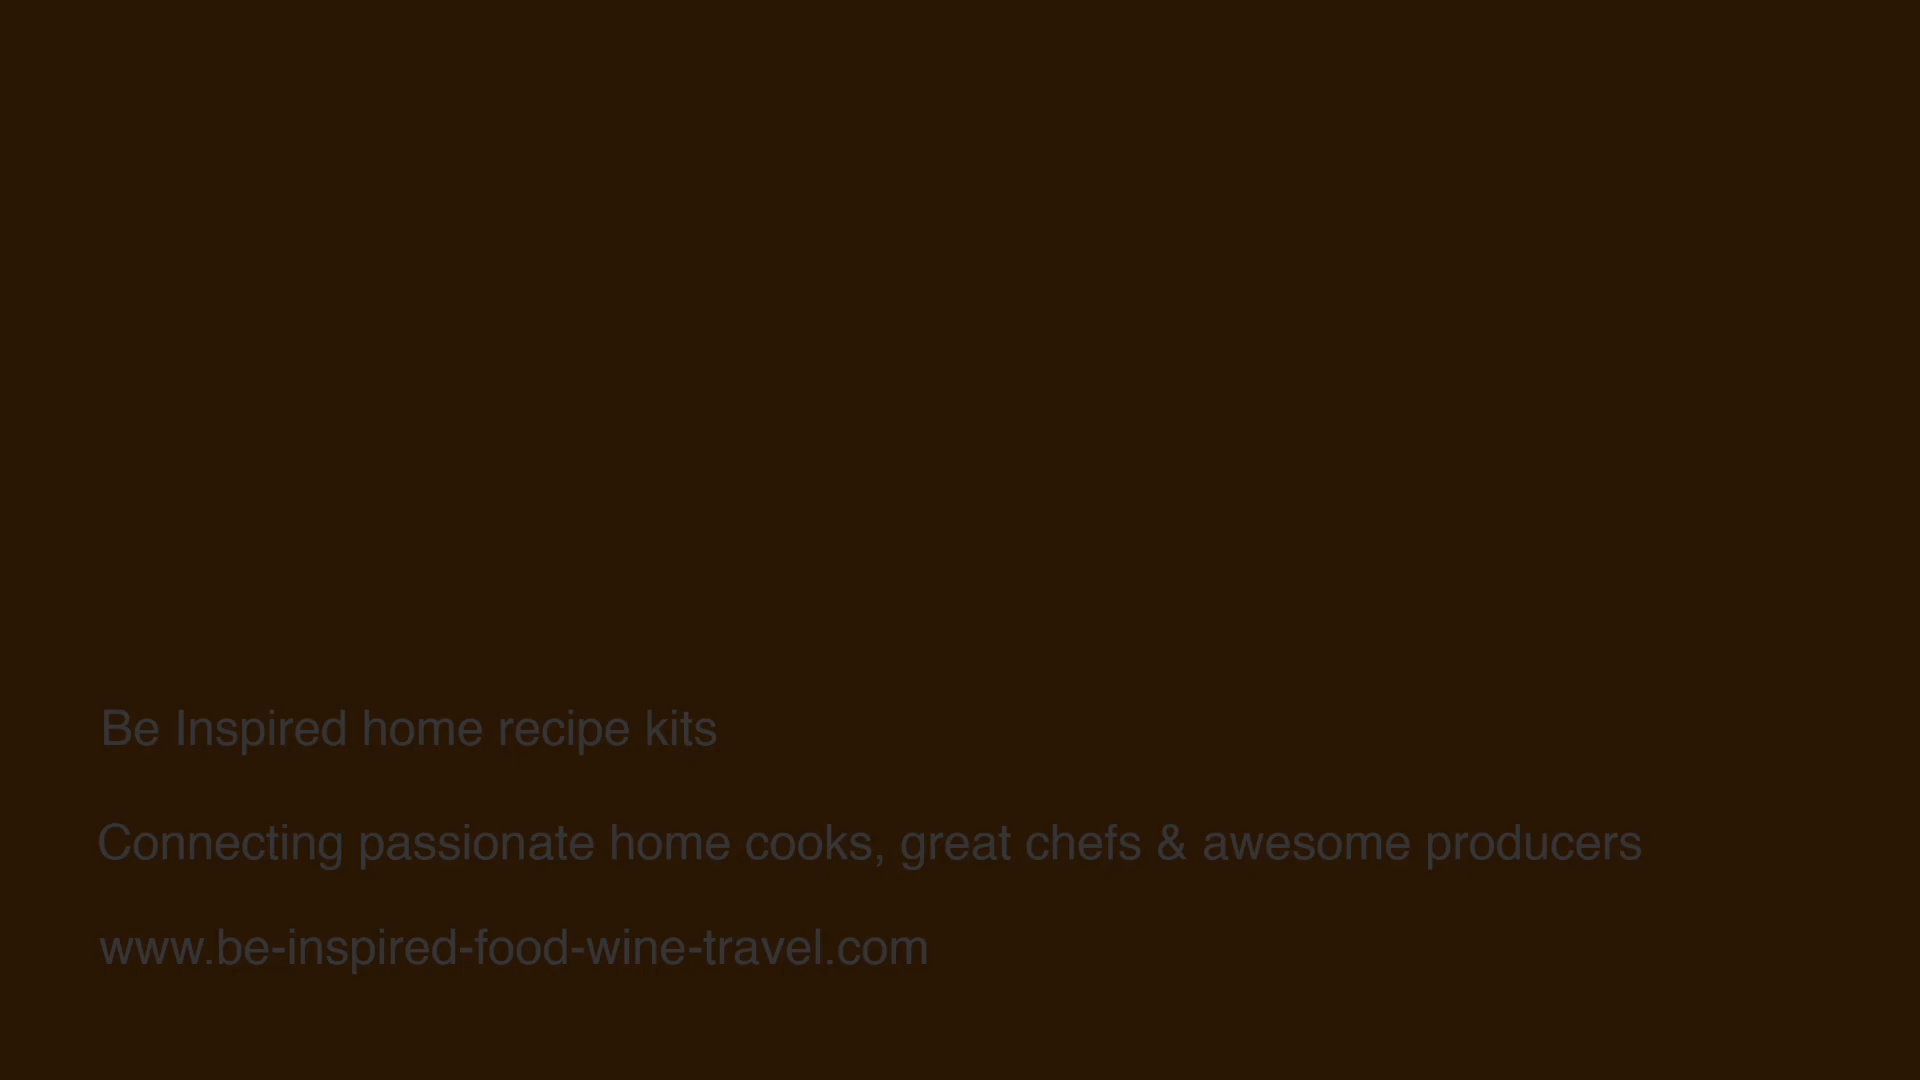 Be Inspired home recipe kits
Connecting passionate home cooks, great chefs & awesome producers
www.be-inspired-food-wine-travel.com